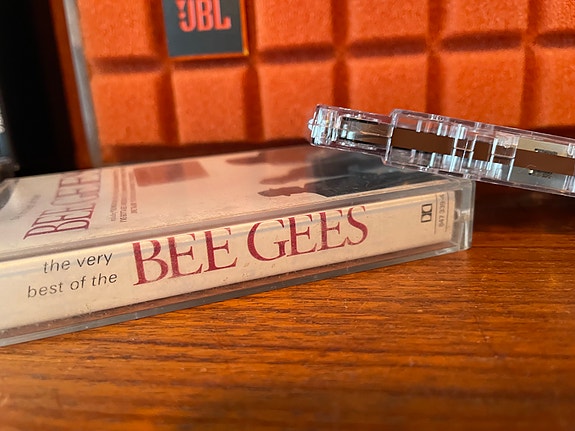 JBL
BEE GEES
the very
best of the
BEE GEES